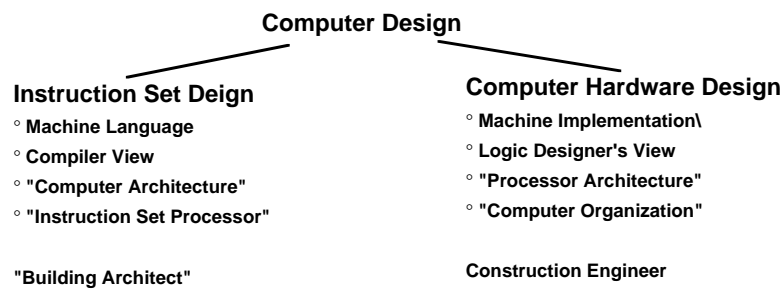 Computer Design
Instruction Set Deign
° Machine Language
° Compiler View
° "Computer Architecture"
° "Instruction Set Processor"
"Building Architect"
Computer Hardware Design
° Machine Implementation\
° Logic Designer's View
° "Processor Architecture"
° "Computer Organization"
Construction Engineer